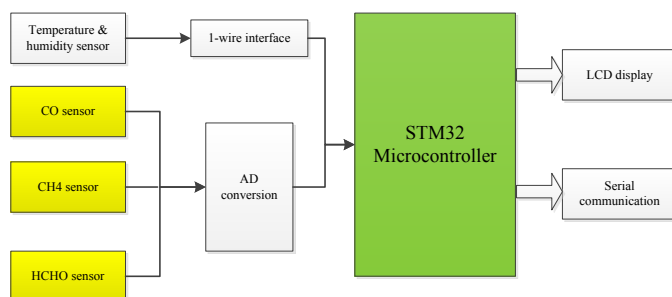 Temperature &
humidity sensor
1-wire interface
CO sensor
CH4 sensor
HCHO sensor
AD
conversion
STM32
Microcontroller
LCD display
Serial
communication